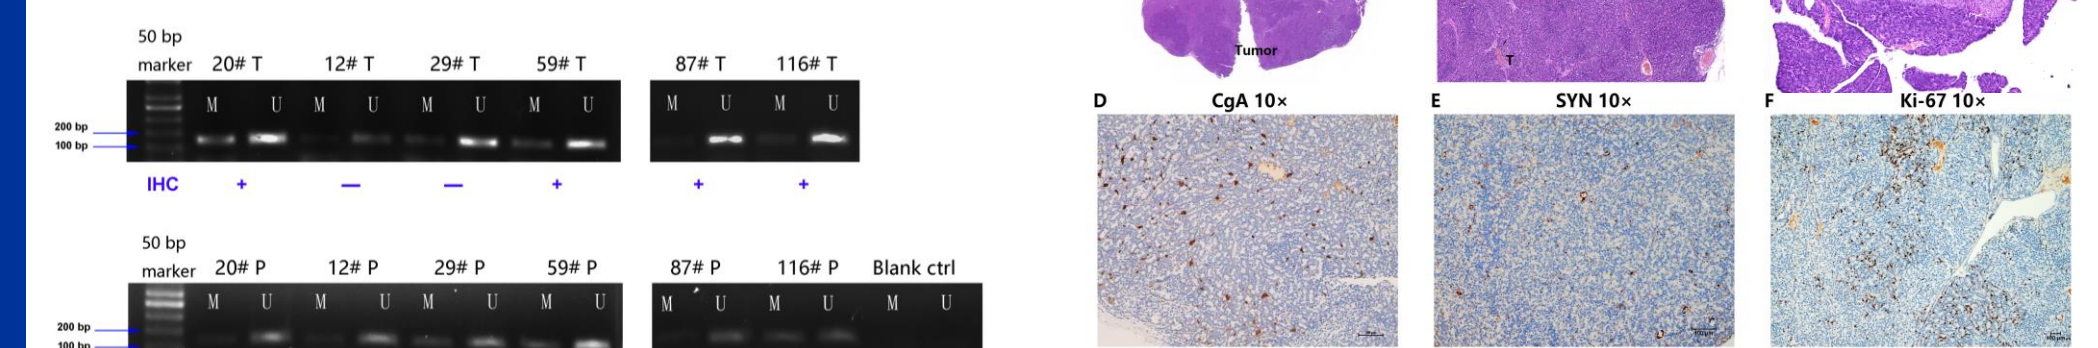 50 bp
marker 20# T 12# T 29# T 59# T 87# T 116# T
M U M U M U M U M U M U
200 bp
100 bp
IHC + — — + + +
50 bp
marker 20# P 12# P 29# P 59# P 87# P 116# P Blank ctrl
M U M U M U M U M U M U M U
200 bp
100 bp
Tumor
T
D CgA 10× E SYN 10× F Ki-67 10×